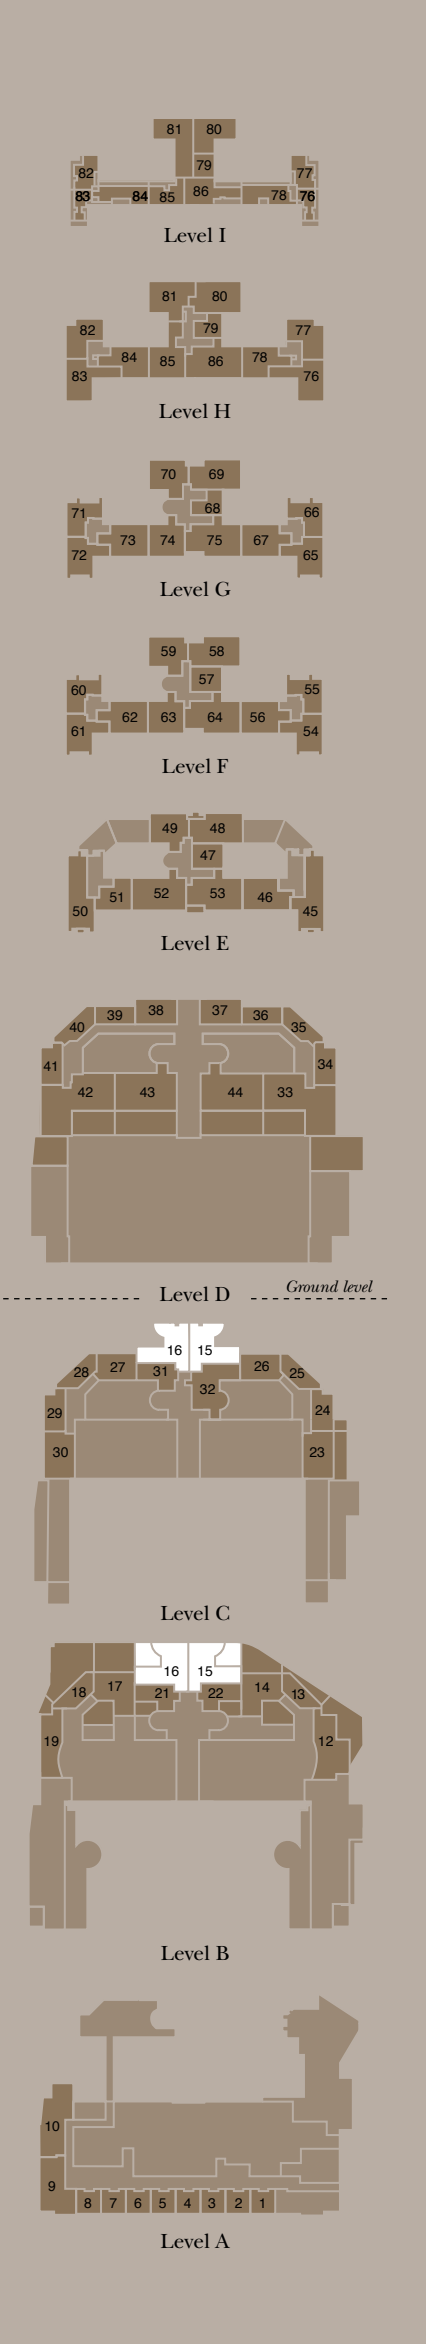 81 80
79
82 77
83 84 85 86 78 76
Level I
81 80
82 79 77
84 85 86 78
83 76
Level H
70 69
71 68 66
73 74 75 67
72 65
Level G
59 58
57
60 55
62 63 64 56
61 54
Level F
49 48
47
51 52 53 46
50 45
Level E
39 38 37 36
40 35
41 34
42 43 44 33
Level D
Ground level
16 15
28 27 31 26 25
32
29 24
30 23
Level C
16 15
18 17 21 22 14 13
19 12
Level B
10
9
8 7 6 5 4 3 2 1
Level A